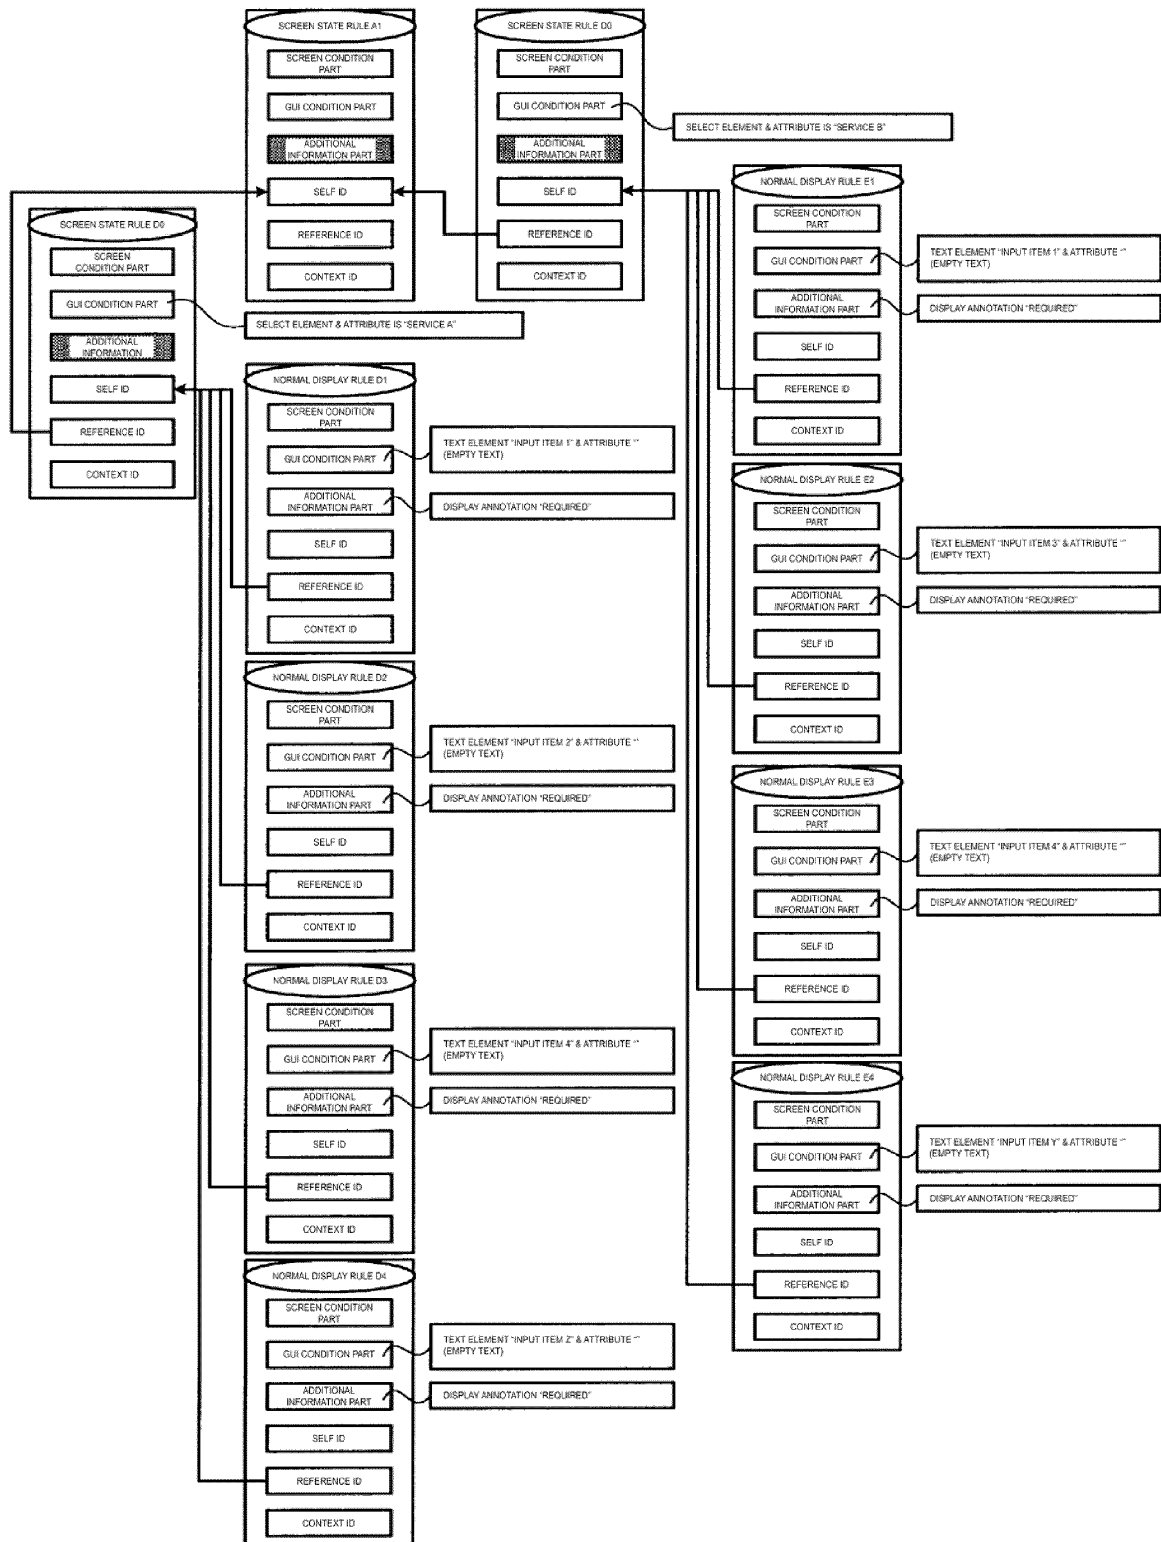 SCREEN STATE RULE A1
SCREEN CONDITION
PART
GUI CONDITION PART
ADDITIONAL
INFORMATION PART
SELF ID
REFERENCE ID
CONTEXT ID
SCREEN STATE RULE D0
SCREEN CONDITION
PART
GUI CONDITION PART
ADDITIONAL
INFORMATION PART
SELF ID
REFERENCE ID
CONTEXT ID
SELECT ELEMENT & ATTRIBUTE IS "SERVICE B"
SCREEN STATE RULE D0
SCREEN
CONDITION PART
GUI CONDITION PART
ADDITIONAL
INFORMATION
SELF ID
REFERENCE ID
CONTEXT ID
SELECT ELEMENT & ATTRIBUTE IS "SERVICE A"
NORMAL DISPLAY RULE D1
SCREEN CONDITION
PART
GUI CONDITION PART
ADDITIONAL
INFORMATION PART
SELF ID
REFERENCE ID
CONTEXT ID
TEXT ELEMENT "INPUT ITEM 1" & ATTRIBUTE ""
(EMPTY TEXT)
DISPLAY ANNOTATION "REQUIRED"
NORMAL DISPLAY RULE D2
SCREEN CONDITION
PART
GUI CONDITION PART
ADDITIONAL
INFORMATION PART
SELF ID
REFERENCE ID
CONTEXT ID
TEXT ELEMENT "INPUT ITEM 2" & ATTRIBUTE ""
(EMPTY TEXT)
DISPLAY ANNOTATION "REQUIRED"
NORMAL DISPLAY RULE D3
SCREEN CONDITION
PART
GUI CONDITION PART
ADDITIONAL
INFORMATION PART
SELF ID
REFERENCE ID
CONTEXT ID
TEXT ELEMENT "INPUT ITEM 4" & ATTRIBUTE ""
(EMPTY TEXT)
DISPLAY ANNOTATION "REQUIRED"
NORMAL DISPLAY RULE D4
SCREEN CONDITION
PART
GUI CONDITION PART
ADDITIONAL
INFORMATION PART
SELF ID
REFERENCE ID
CONTEXT ID
TEXT ELEMENT "INPUT ITEM Z" & ATTRIBUTE ""
(EMPTY TEXT)
DISPLAY ANNOTATION "REQUIRED"
NORMAL DISPLAY RULE E1
SCREEN CONDITION
PART
GUI CONDITION PART
ADDITIONAL
INFORMATION PART
SELF ID
REFERENCE ID
CONTEXT ID
TEXT ELEMENT "INPUT ITEM 1" & ATTRIBUTE ""
(EMPTY TEXT)
DISPLAY ANNOTATION "REQUIRED"
NORMAL DISPLAY RULE E2
SCREEN CONDITION
PART
GUI CONDITION PART
ADDITIONAL
INFORMATION PART
SELF ID
REFERENCE ID
CONTEXT ID
TEXT ELEMENT "INPUT ITEM 3" & ATTRIBUTE ""
(EMPTY TEXT)
DISPLAY ANNOTATION "REQUIRED"
NORMAL DISPLAY RULE E3
SCREEN CONDITION
PART
GUI CONDITION PART
ADDITIONAL
INFORMATION PART
SELF ID
REFERENCE ID
CONTEXT ID
TEXT ELEMENT "INPUT ITEM 4" & ATTRIBUTE ""
(EMPTY TEXT)
DISPLAY ANNOTATION "REQUIRED"
NORMAL DISPLAY RULE E4
SCREEN CONDITION
PART
GUI CONDITION PART
ADDITIONAL
INFORMATION PART
SELF ID
REFERENCE ID
CONTEXT ID
TEXT ELEMENT "INPUT ITEM Y" & ATTRIBUTE ""
(EMPTY TEXT)
DISPLAY ANNOTATION "REQUIRED"